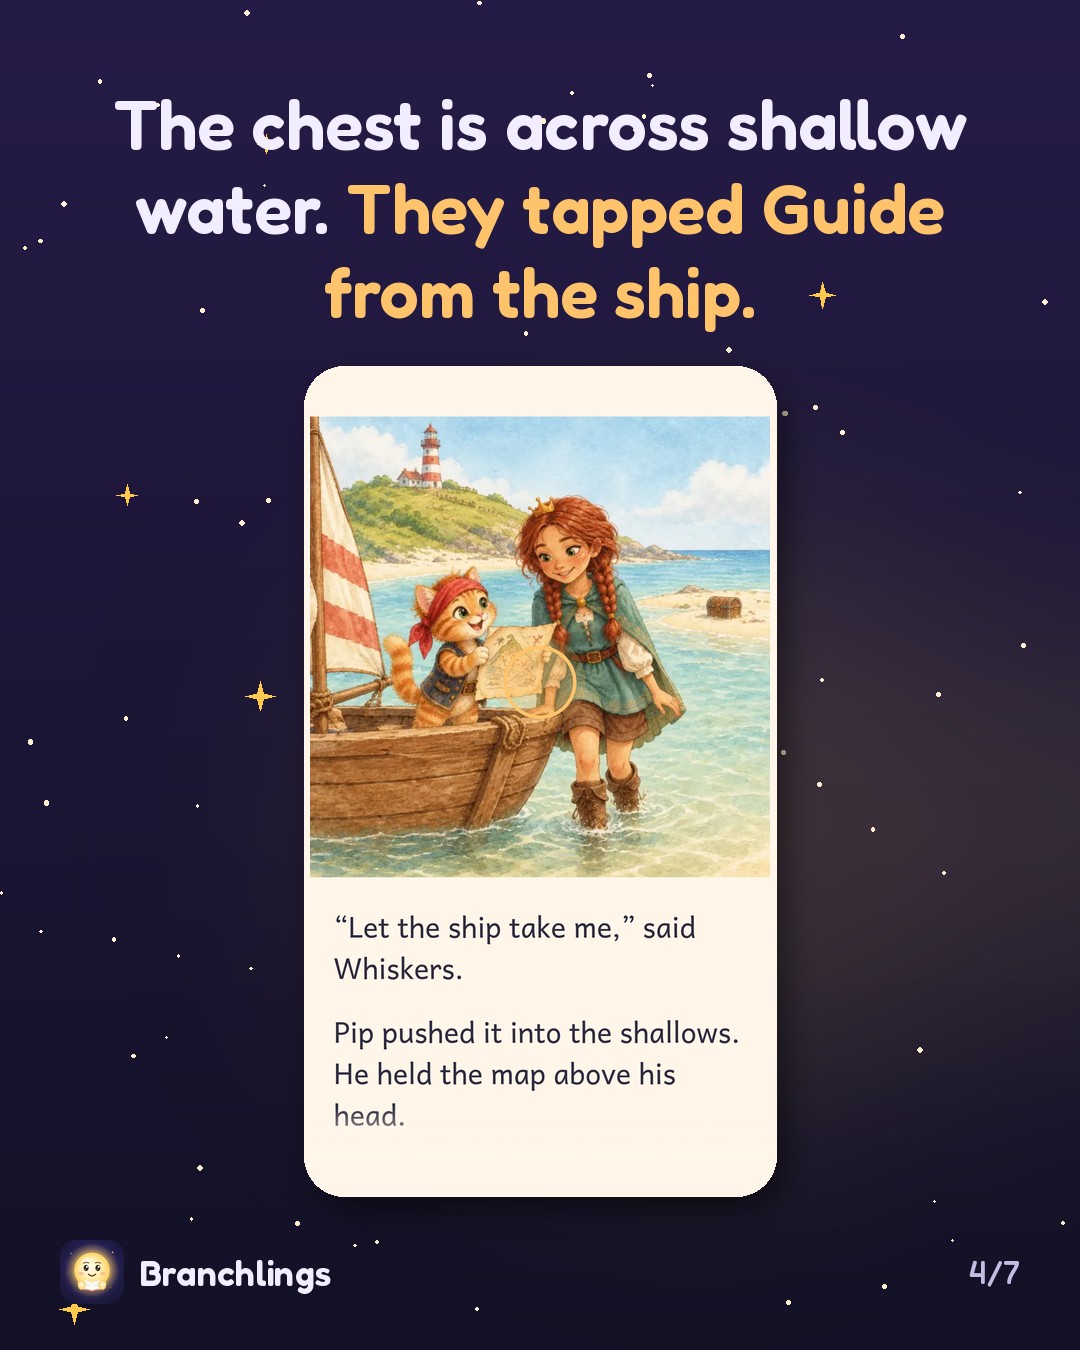 The chest is across shallow
water. They tapped Guide
from the ship.
“Let the ship take me,” said
Whiskers.
Pip pushed it into the shallows.
He held the map above his
head.
Branchlings
4/7